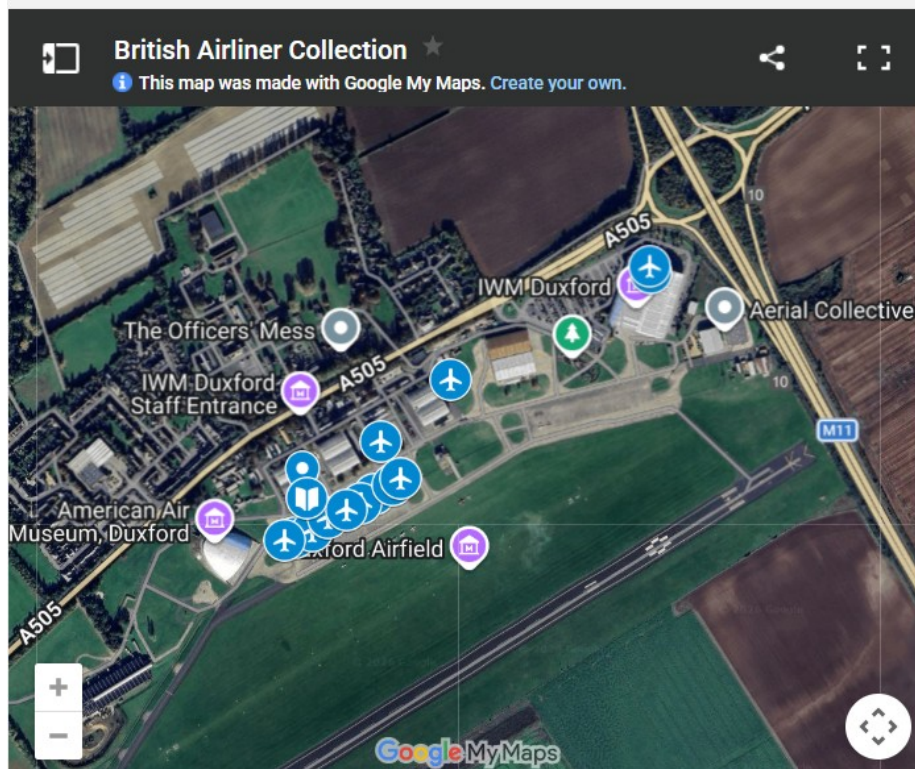 British Airliner Collection
This map was made with Google My Maps. Create your own.
10
A505
IWM Duxford
Aerial Collective
The Officers' Mess
A505
IWM Duxford
Staff Entrance
10
M11
American Air
Museum, Duxford
xford Airfield
A505
+
−
Google My Maps